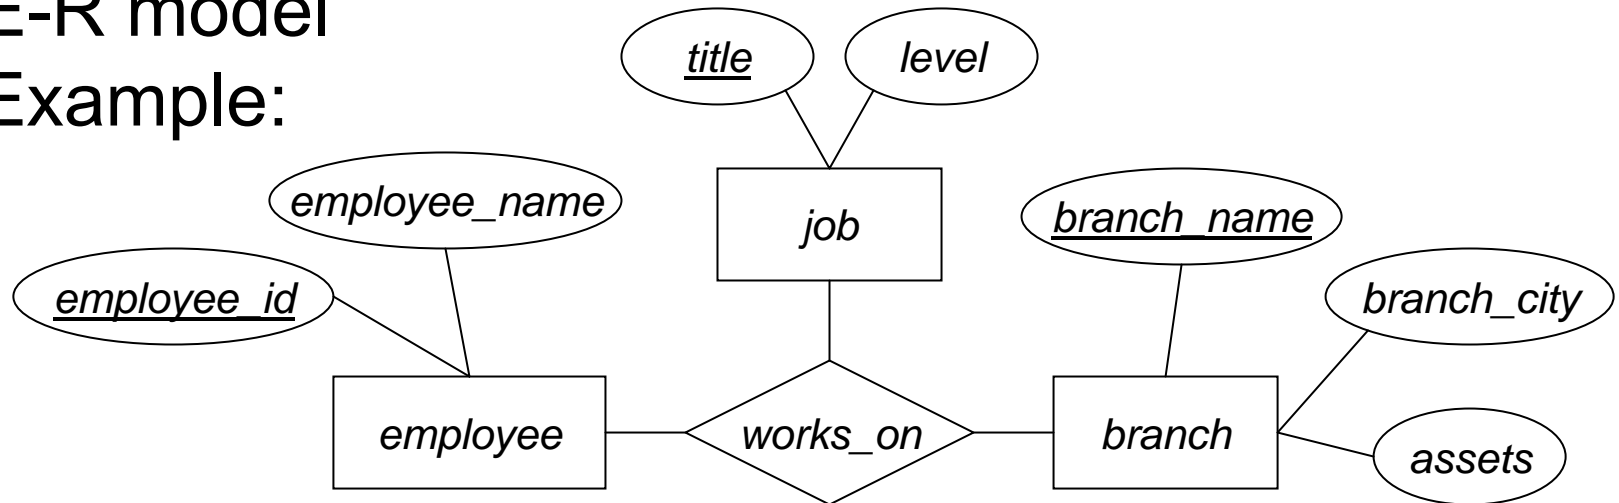 E-R model
Example:
title
level
employee_name
job
branch_name
employee_id
branch_city
employee
works_on
branch
assets